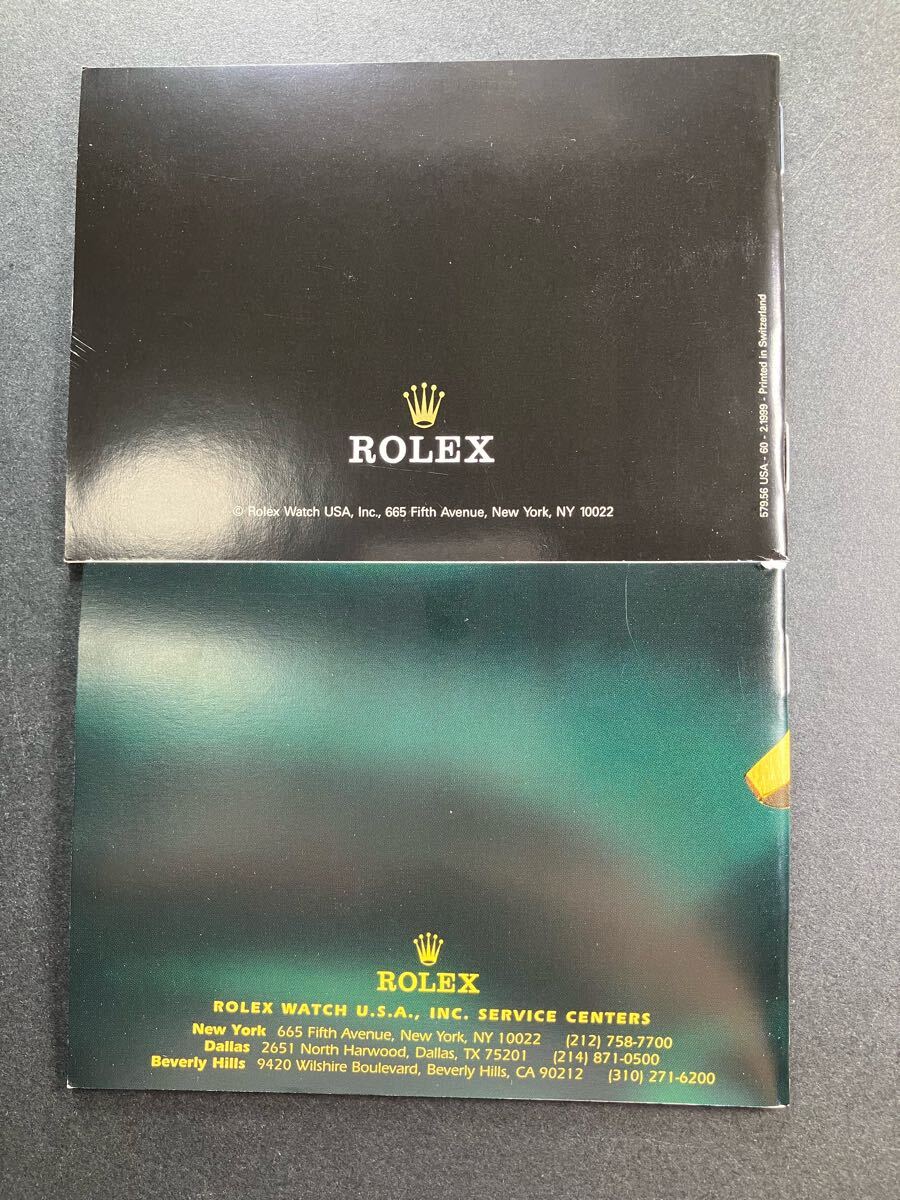 ROLEX
© Rolex Watch USA, Inc., 665 Fifth Avenue, New York, NY 10022
579.56 USA - 60 - 2.1999 - Printed in Switzerland
ROLEX
ROLEX WATCH U.S.A., INC. SERVICE CENTERS
New York 665 Fifth Avenue, New York, NY 10022 (212) 758-7700
Dallas 2651 North Harwood, Dallas, TX 75201 (214) 871-0500
Beverly Hills 9420 Wilshire Boulevard, Beverly Hills, CA 90212 (310) 271-6200